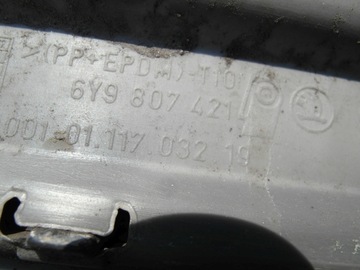 >(PP+EPDM)-T10
6Y9 807 421
001-01.117 032 19